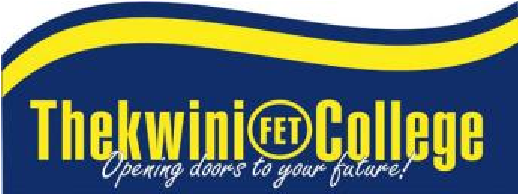 Thekwini FET College
Opening doors to your future!